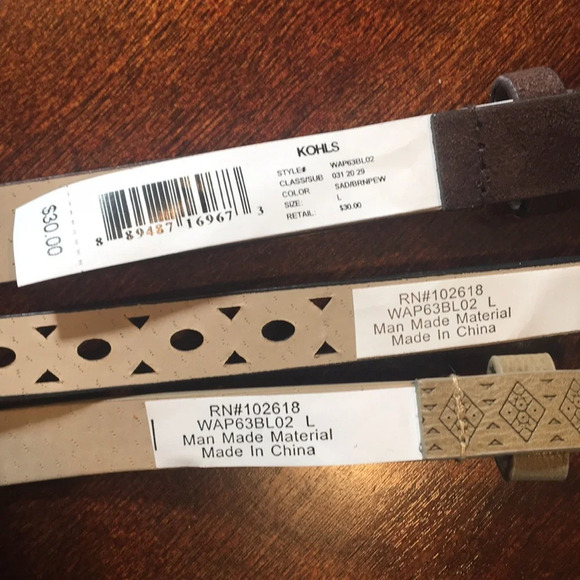 KOHLS
STYLE# WAP63BL02
CLASS/SUB 031 20 29
COLOR SAD/BRNPEW
SIZE: L
RETAIL: $30.00
$30.00
8 89487 16967 3
RN#102618
WAP63BL02 L
Man Made Material
Made In China
RN#102618
WAP63BL02 L
Man Made Material
Made In China